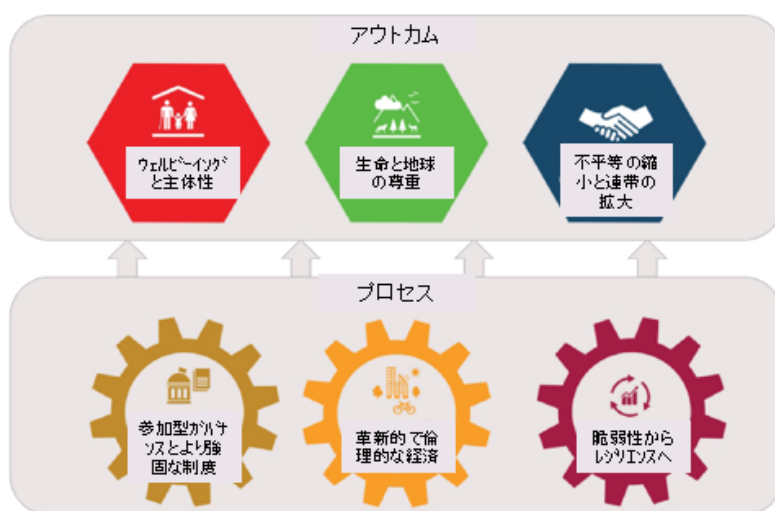 アウトカム
ウェルビーイング
と主体性
生命と地球
の尊重
不平等の縮
小と連帯の
拡大
プロセス
参加型ガバナ
ンスとより強
固な制度
革新的で倫
理的な経済
脆弱性から
レジリエンスへ